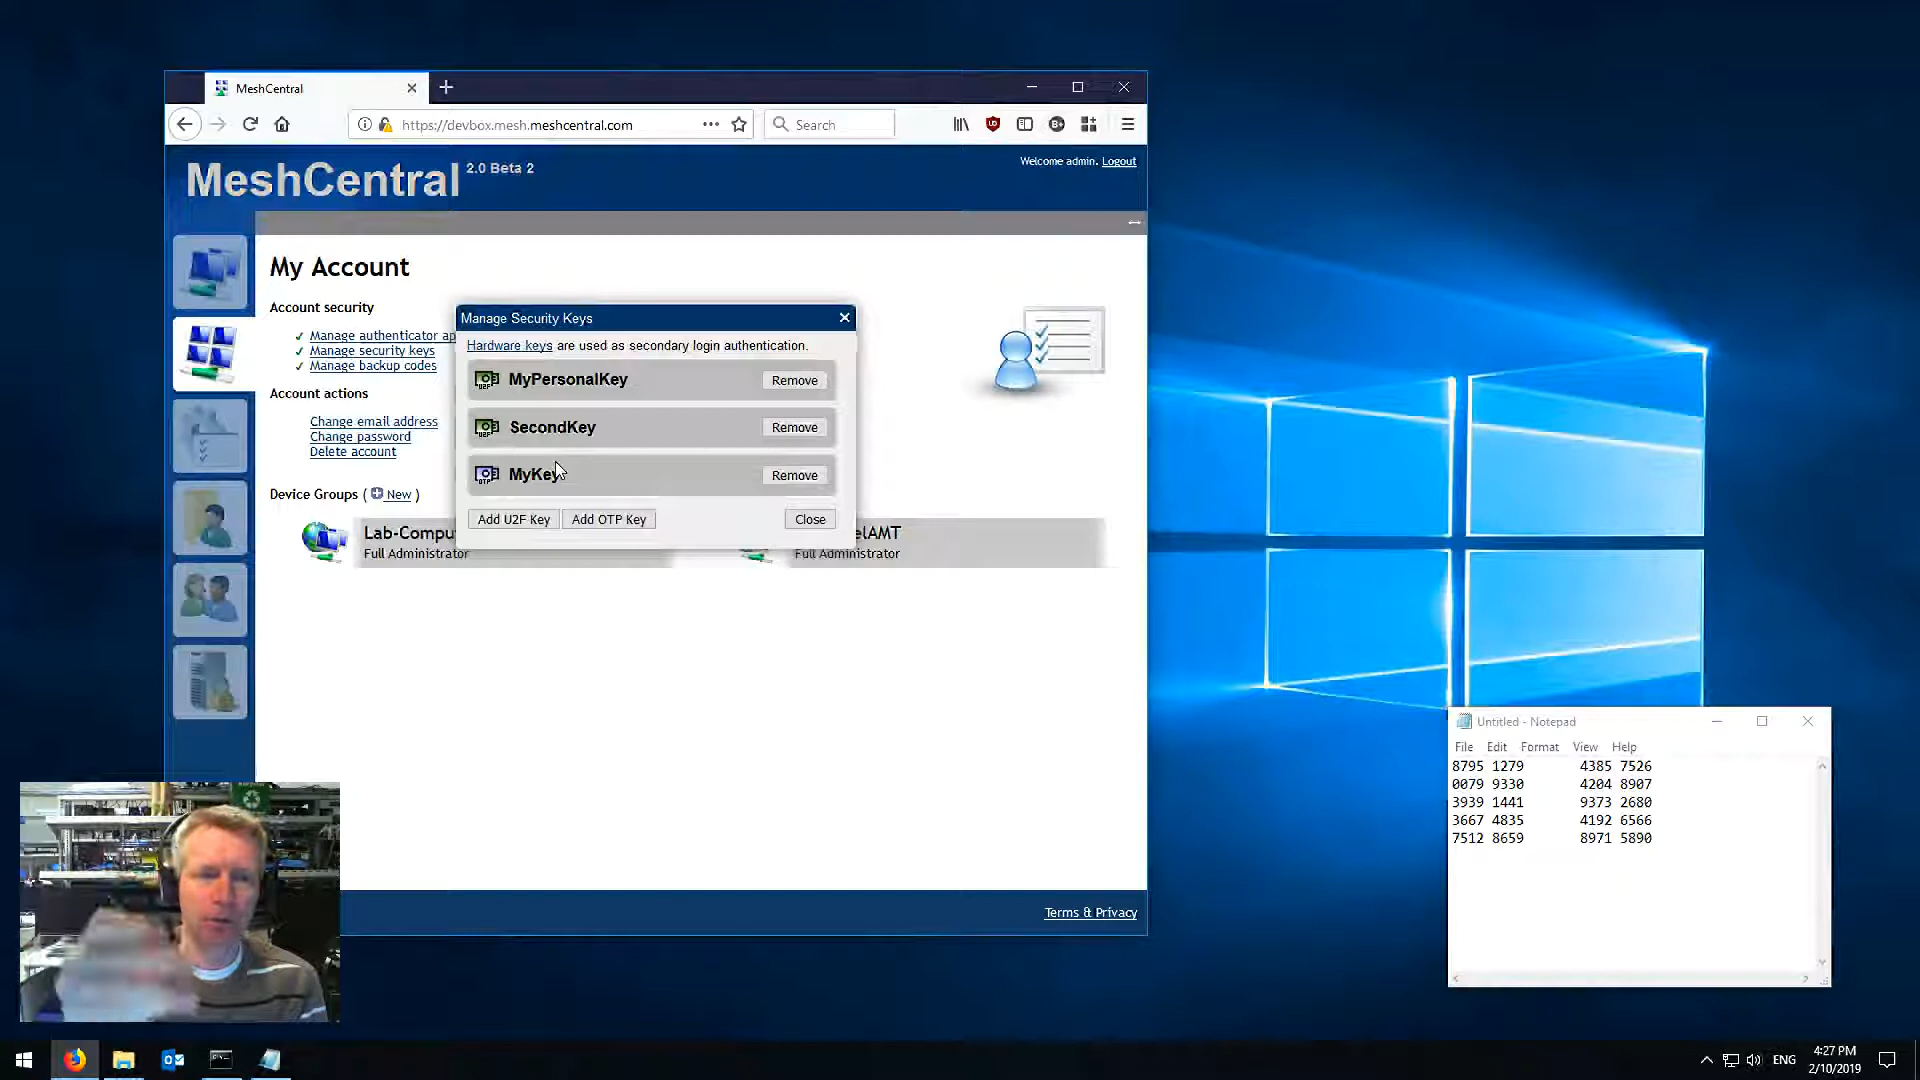 MeshCentral
https://devbox.mesh.meshcentral.com
Search
MeshCentral 2.0 Beta 2
Welcome admin. Logout
My Account
Account security
✓ Manage authenticator ap
✓ Manage security keys
✓ Manage backup codes
Account actions
Change email address
Change password
Delete account
Device Groups ( New )
Lab-Compu
Full Administrator
elAMT
Full Administrator
Manage Security Keys
Hardware keys are used as secondary login authentication.
U2F MyPersonalKey Remove
U2F SecondKey Remove
OTP MyKey Remove
Add U2F Key Add OTP Key Close
Terms & Privacy
Untitled - Notepad
File Edit Format View Help
8795 1279 4385 7526
0079 9330 4204 8907
3939 1441 9373 2680
3667 4835 4192 6566
7512 8659 8971 5890
ENG
4:27 PM
2/10/2019